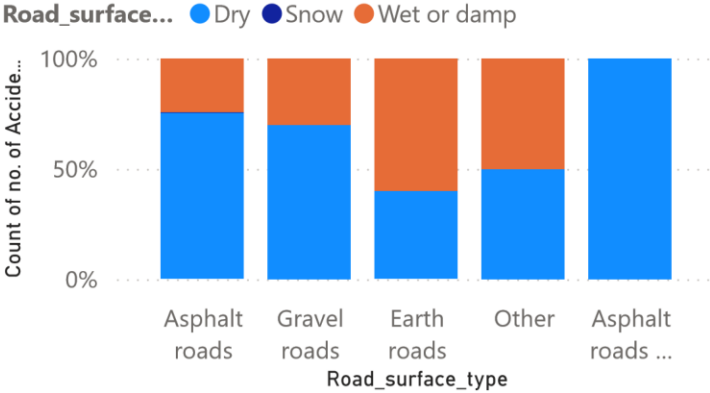 Road_surface... Dry Snow Wet or damp
100%
50%
0%
Count of no. of Accide...
Asphalt roads
Gravel roads
Earth roads
Other
Asphalt roads ...
Road_surface_type